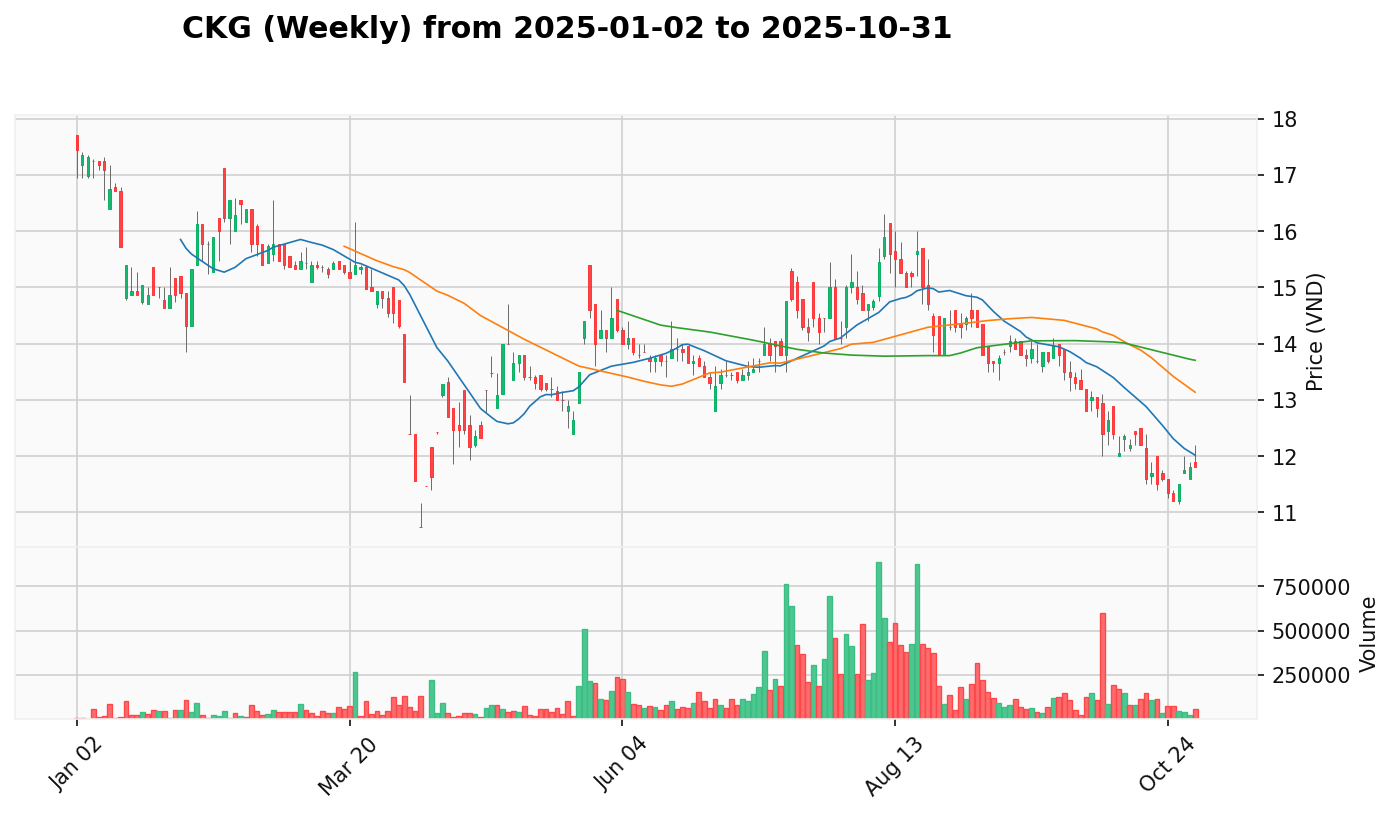 CKG (Weekly) from 2025-01-02 to 2025-10-31
18
17
16
15
14
13
12
11
Price (VND)
750000
500000
250000
Volume
Jan 02
Mar 20
Jun 04
Aug 13
Oct 24